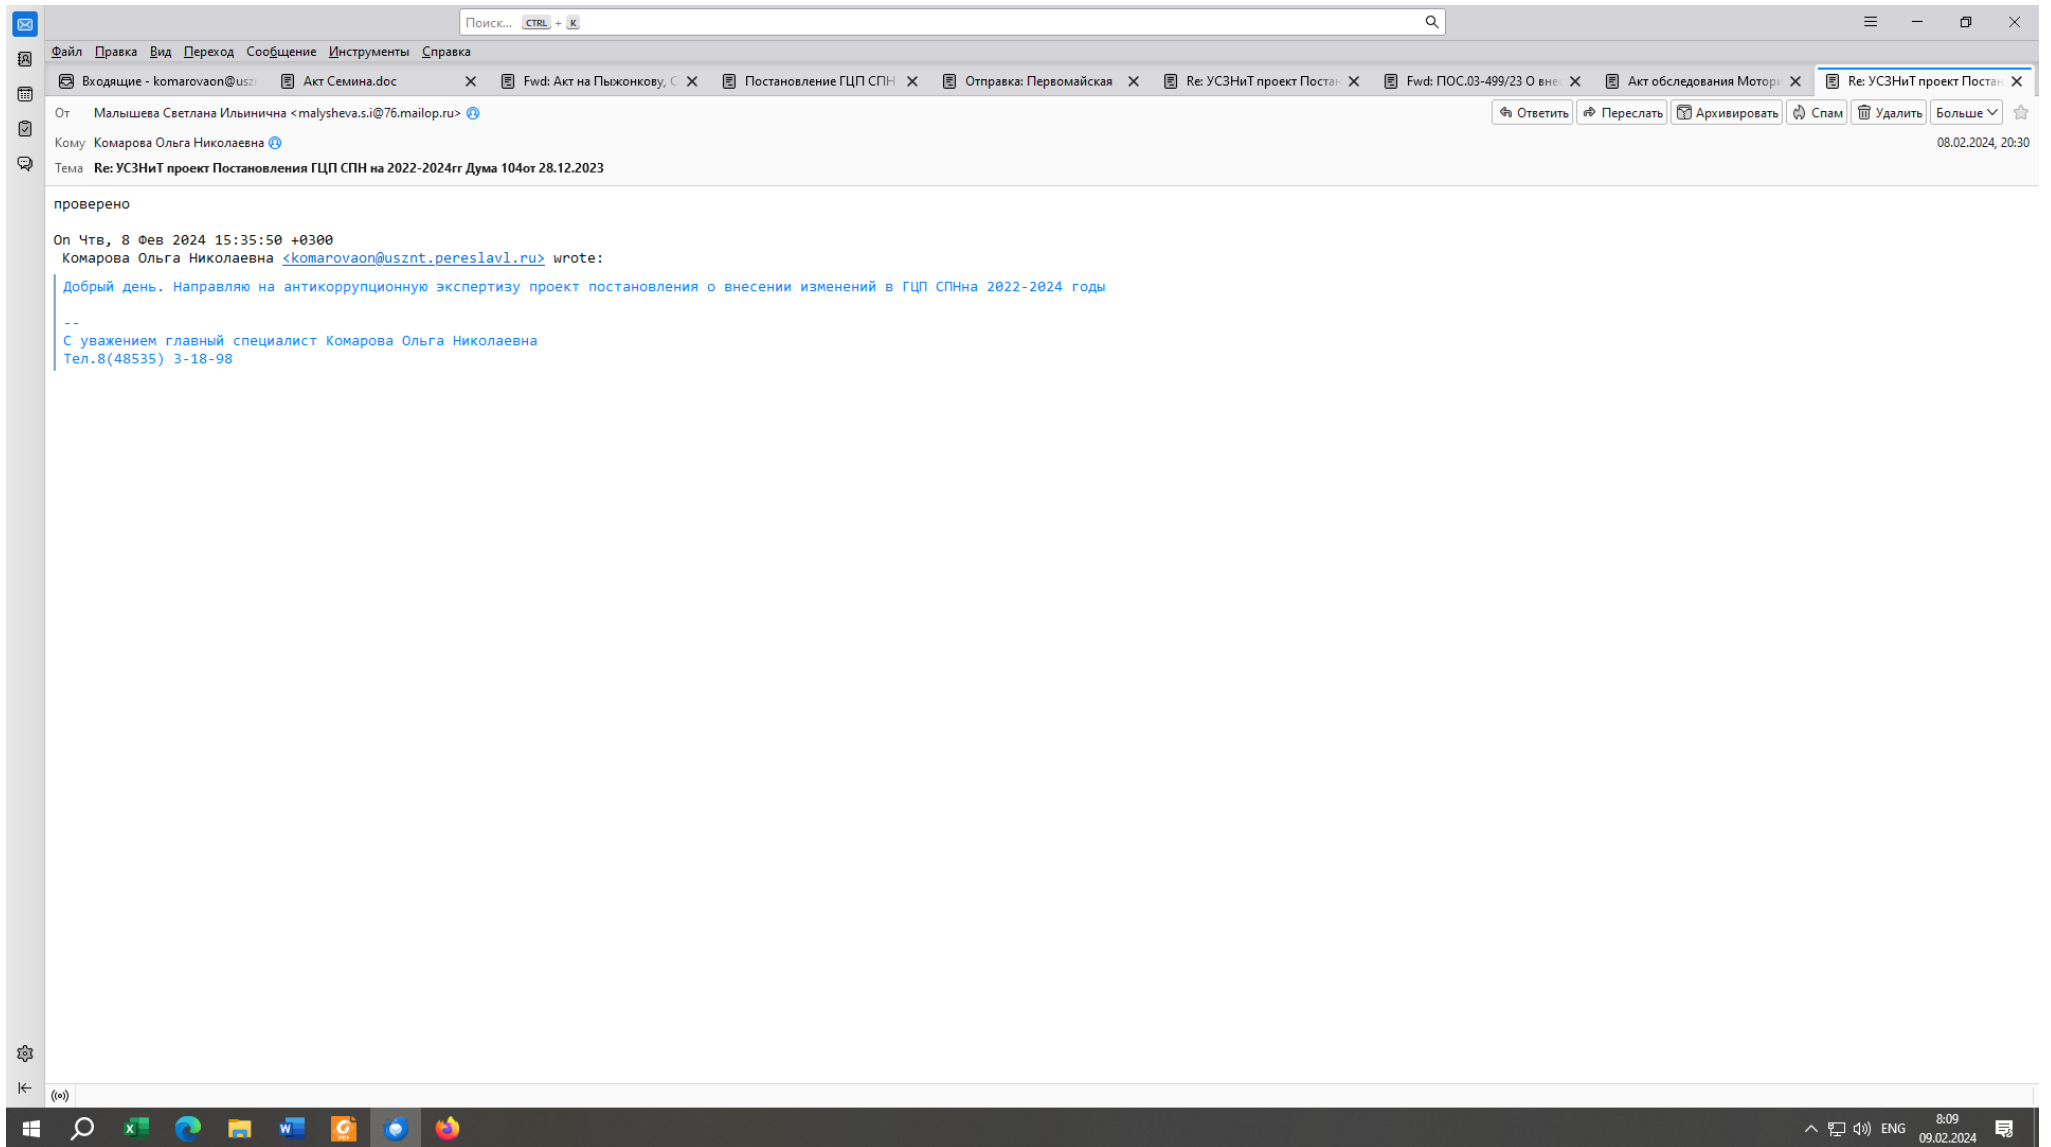 Поиск... CTRL + K
Файл Правка Вид Переход Сообщение Инструменты Справка
Входящие - komarovaon@usz
Акт Семина.doc
Fwd: Акт на Пыжонкову, С
Постановление ГЦП СПН
Отправка: Первомайская
Re: УСЗНиТ проект Постан
Fwd: ПОС.03-499/23 О вне
Акт обследования Мотори
Re: УСЗНиТ проект Постан
От Малышева Светлана Ильинична <malysheva.s.i@76.mailop.ru>
Ответить Переслать Архивировать Спам Удалить Больше
Кому Комарова Ольга Николаевна
08.02.2024, 20:30
Тема Re: УСЗНиТ проект Постановления ГЦП СПН на 2022-2024гг Дума 104от 28.12.2023
проверено
On Чтв, 8 Фев 2024 15:35:50 +0300
Комарова Ольга Николаевна <komarovaon@usznt.pereslavl.ru> wrote:
Добрый день. Направляю на антикоррупционную экспертизу проект постановления о внесении изменений в ГЦП СПНна 2022-2024 годы
--
С уважением главный специалист Комарова Ольга Николаевна
Тел.8(48535) 3-18-98
ENG
8:09
09.02.2024